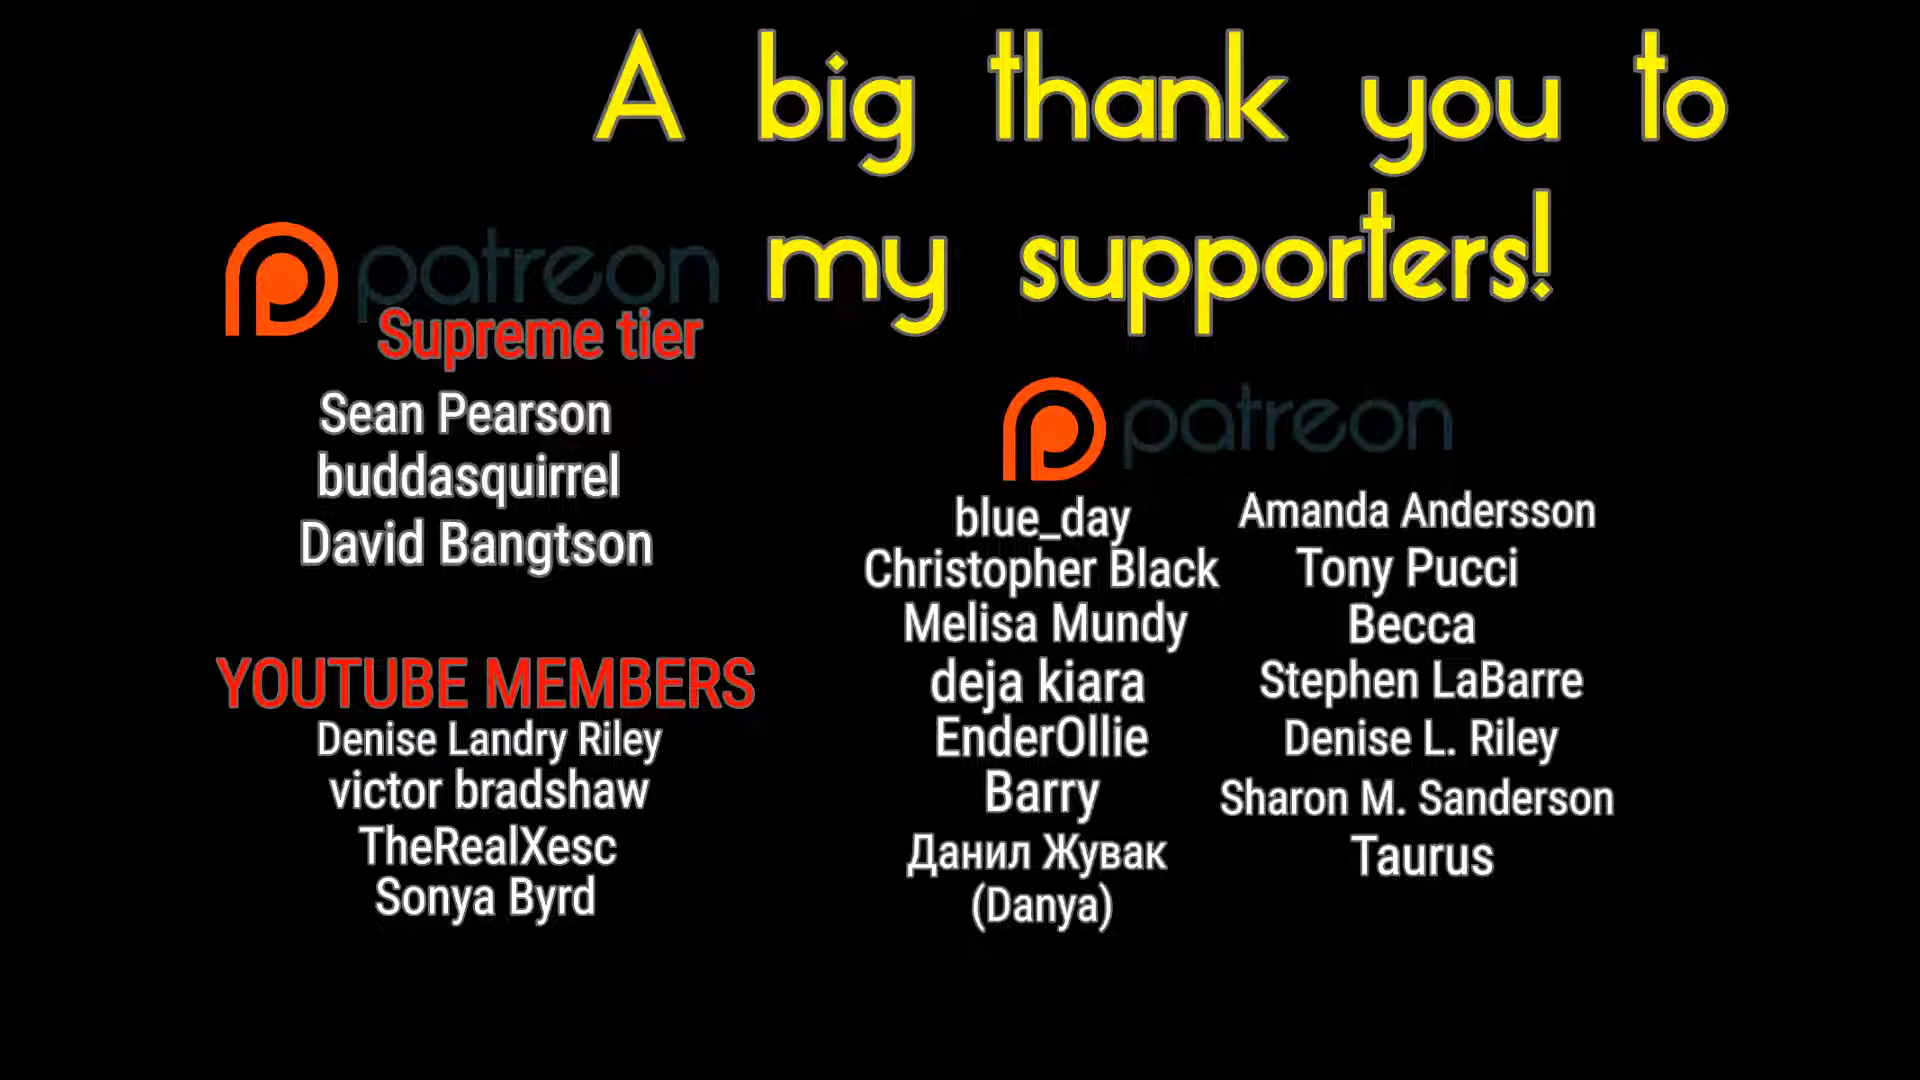 A big thank you to
my supporters!
patreon
Supreme tier
Sean Pearson
buddasquirrel
David Bangtson
YOUTUBE MEMBERS
Denise Landry Riley
victor bradshaw
TheRealXesc
Sonya Byrd
patreon
blue_day
Christopher Black
Melisa Mundy
deja kiara
EnderOllie
Barry
Данил Жувак
(Danya)
Amanda Andersson
Tony Pucci
Becca
Stephen LaBarre
Denise L. Riley
Sharon M. Sanderson
Taurus